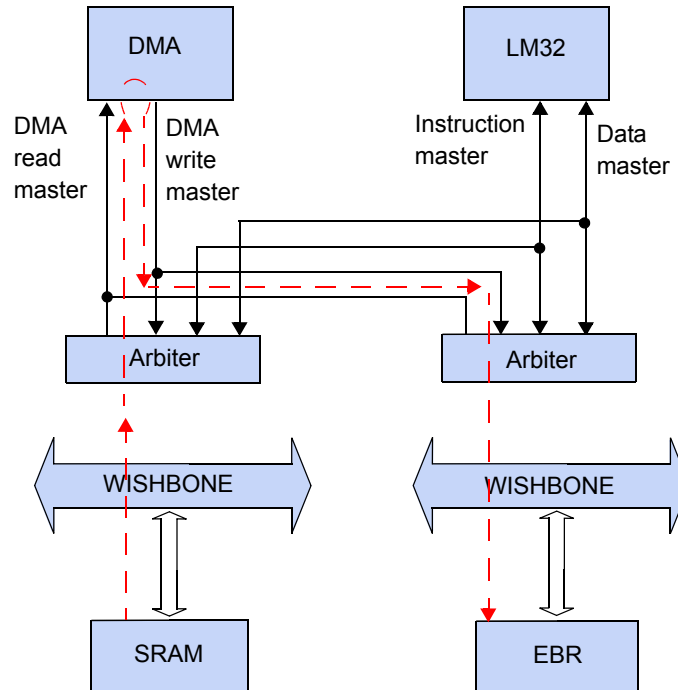 DMA
LM32
DMA
read
master
DMA
write
master
Instruction
master
Data
master
Arbiter
Arbiter
WISHBONE
WISHBONE
SRAM
EBR